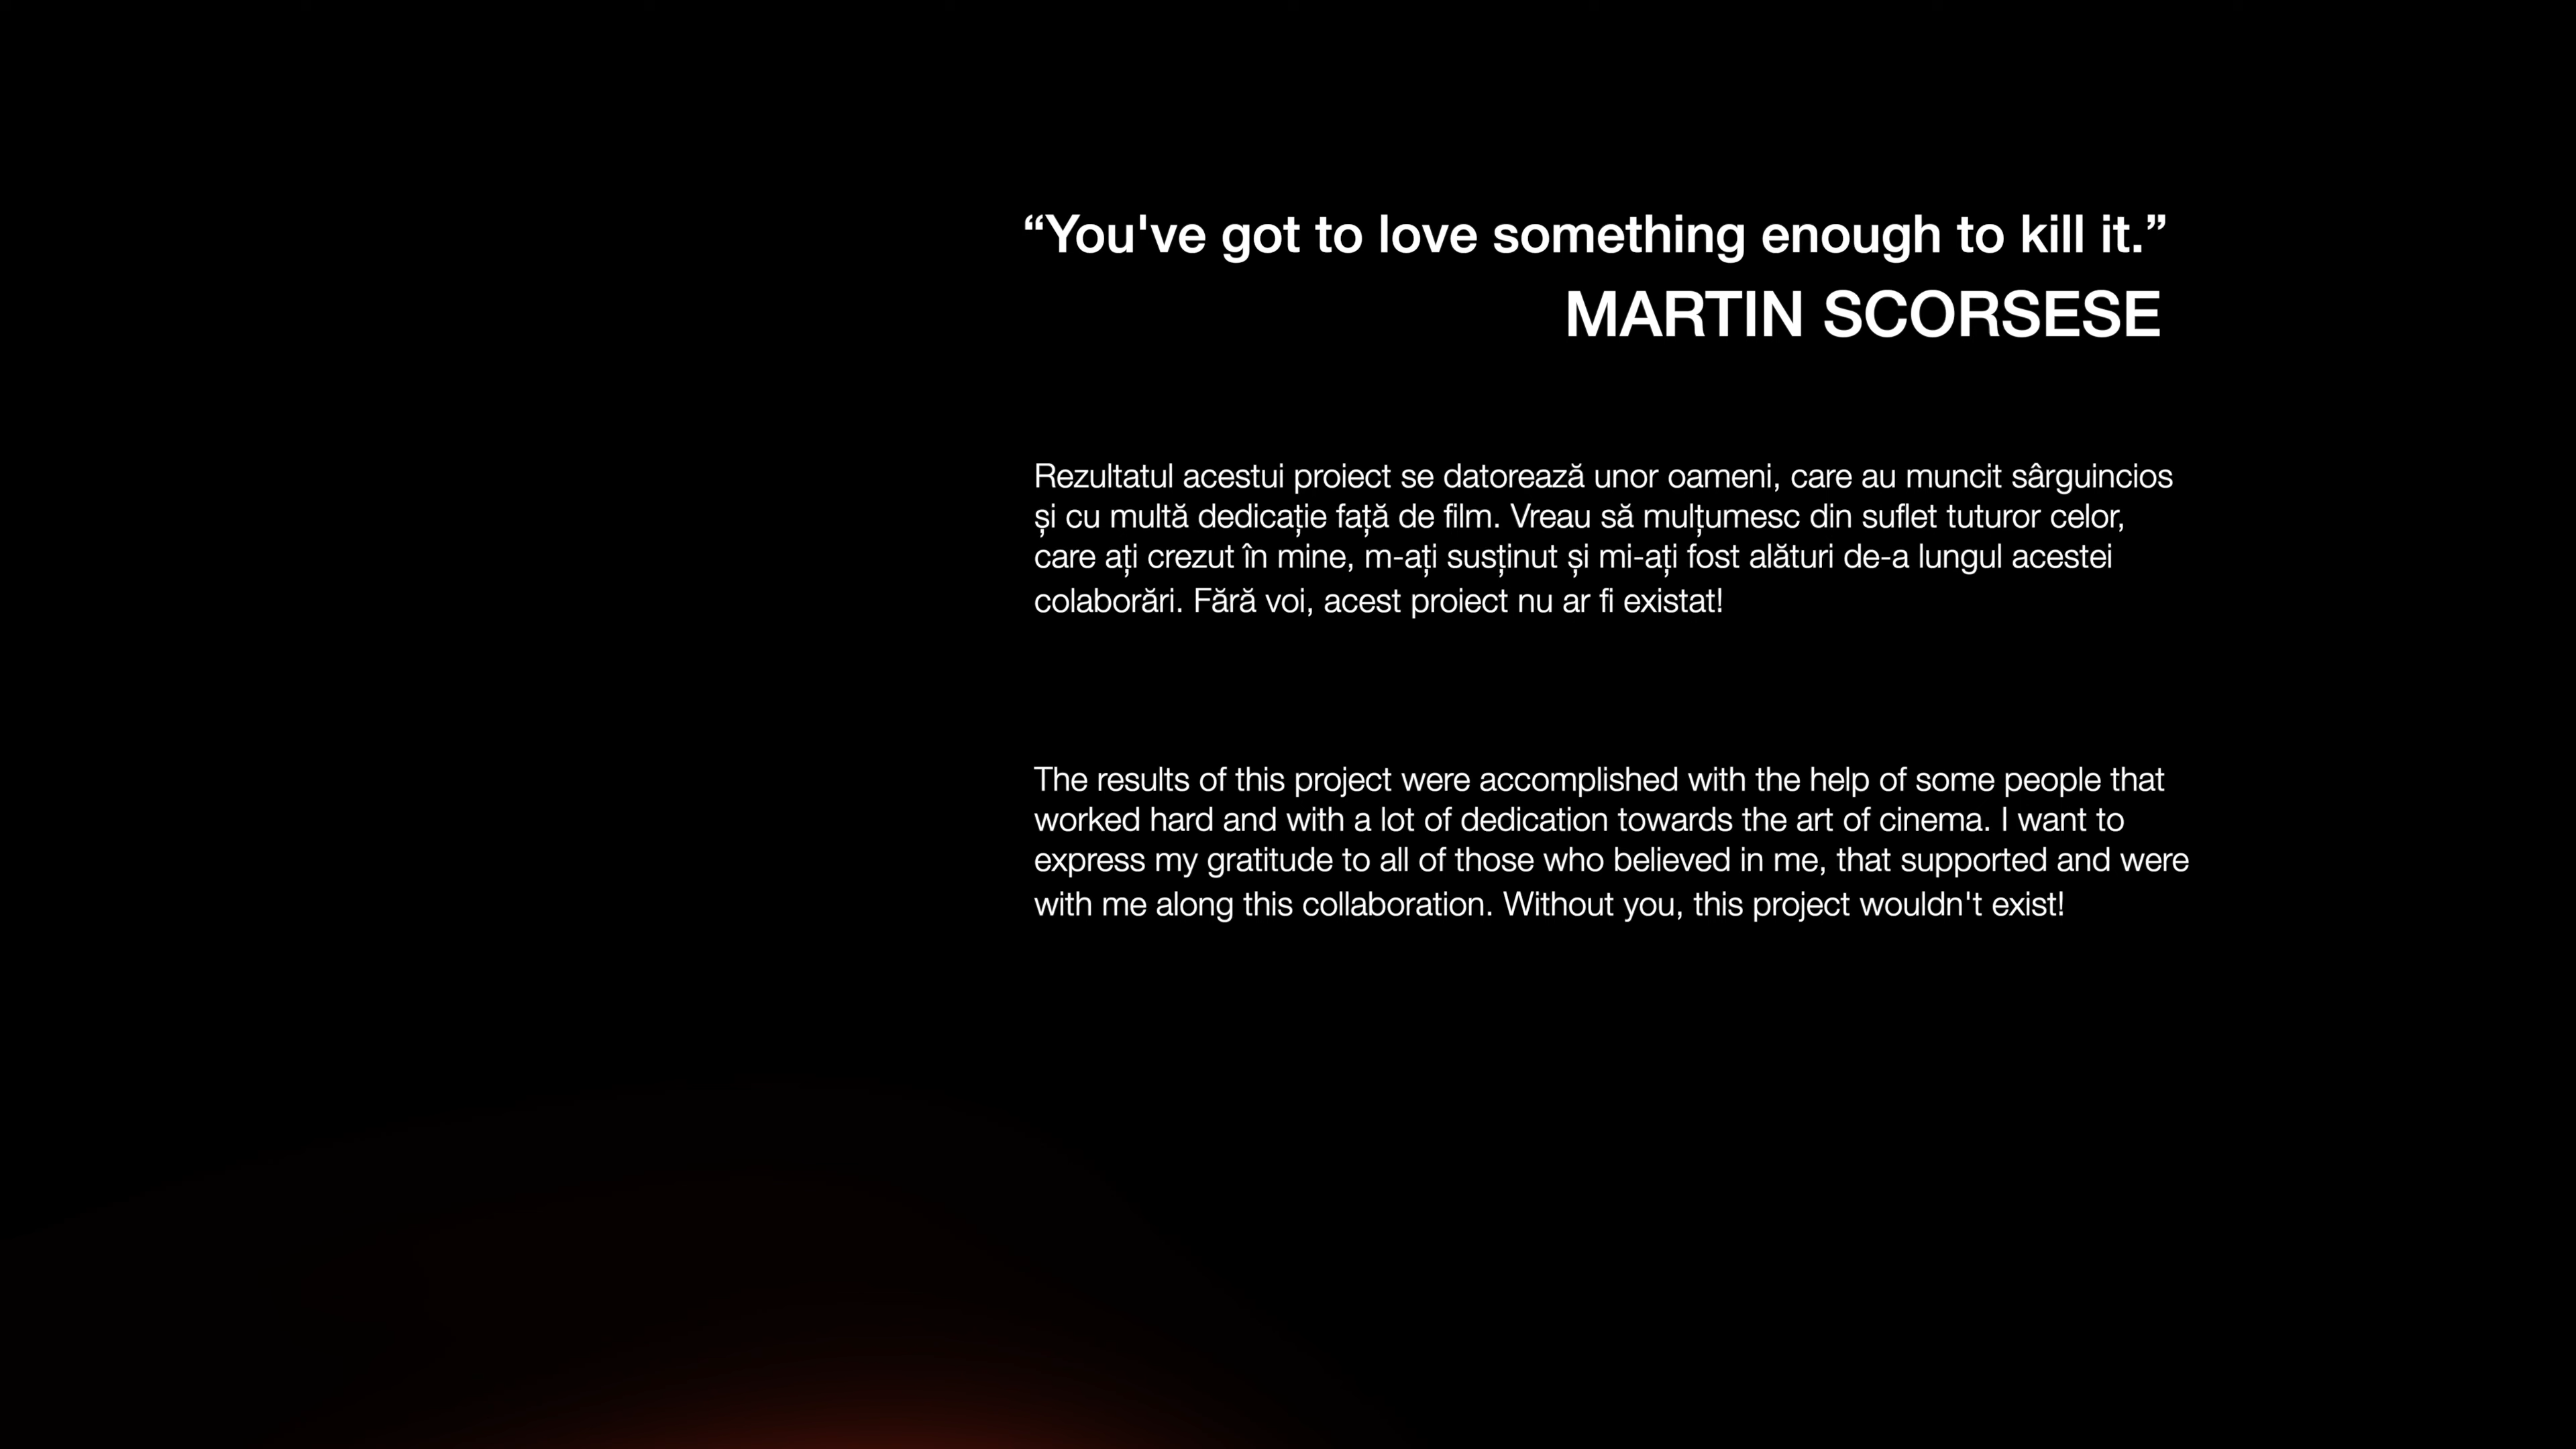 “You've got to love something enough to kill it.”
MARTIN SCORSESE
Rezultatul acestui proiect se datorează unor oameni, care au muncit sârguincios
și cu multă dedicație față de film. Vreau să mulțumesc din suflet tuturor celor,
care ați crezut în mine, m-ați susținut și mi-ați fost alături de-a lungul acestei
colaborări. Fără voi, acest proiect nu ar fi existat!
The results of this project were accomplished with the help of some people that
worked hard and with a lot of dedication towards the art of cinema. I want to
express my gratitude to all of those who believed in me, that supported and were
with me along this collaboration. Without you, this project wouldn't exist!